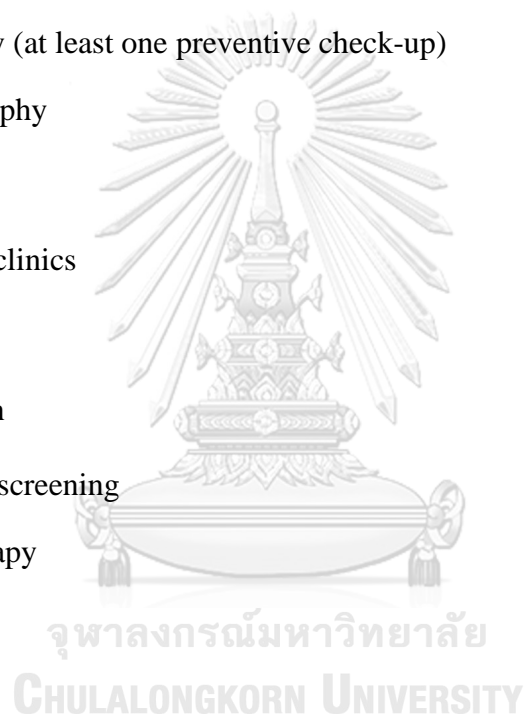 (at least one preventive check-up)
phy
clinics
screening
apy
จุฬาลงกรณ์มหาวิทยาลัย
CHULALONGKORN UNIVERSITY